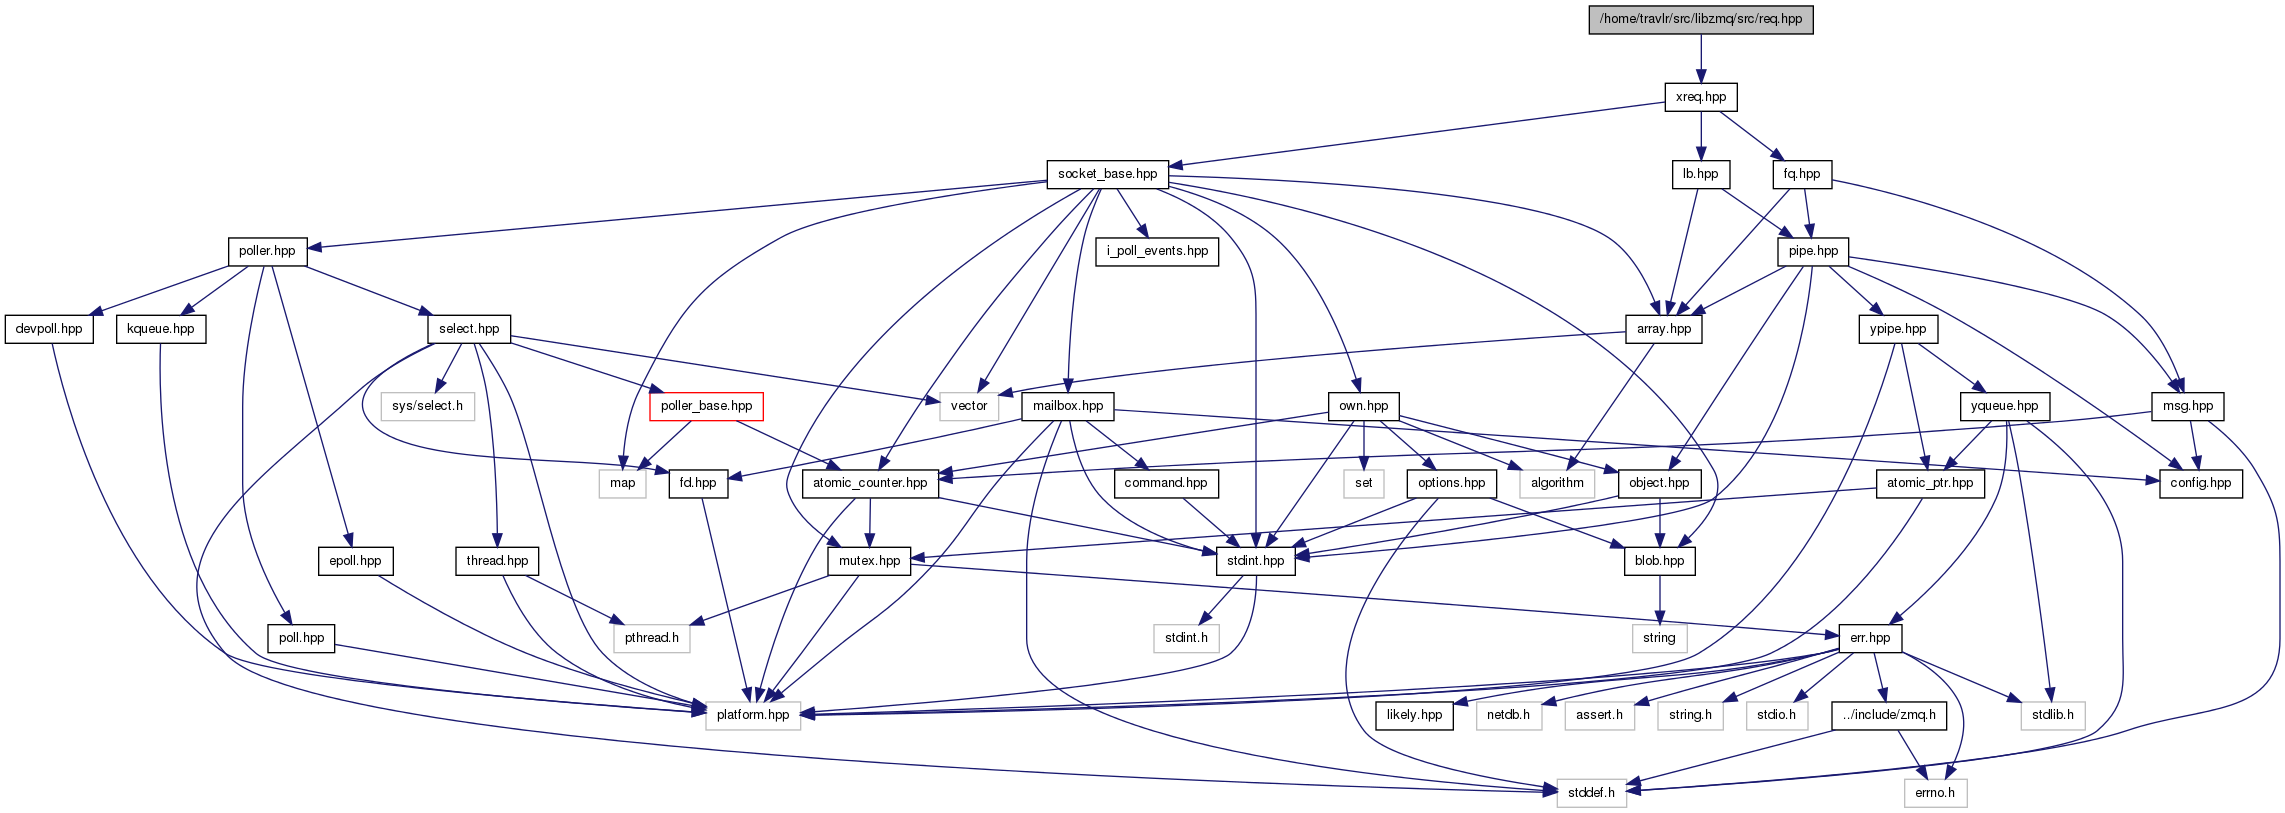 /home/travlr/src/libzmq/src/req.hpp
xreq.hpp
socket_base.hpp
lb.hpp
fq.hpp
poller.hpp
i_poll_events.hpp
pipe.hpp
devpoll.hpp
kqueue.hpp
select.hpp
array.hpp
ypipe.hpp
sys/select.h
poller_base.hpp
vector
mailbox.hpp
own.hpp
yqueue.hpp
msg.hpp
map
fd.hpp
atomic_counter.hpp
command.hpp
set
options.hpp
algorithm
object.hpp
atomic_ptr.hpp
config.hpp
epoll.hpp
thread.hpp
mutex.hpp
stdint.hpp
blob.hpp
poll.hpp
pthread.h
stdint.h
string
err.hpp
platform.hpp
likely.hpp
netdb.h
assert.h
string.h
stdio.h
../include/zmq.h
stdlib.h
stddef.h
errno.h